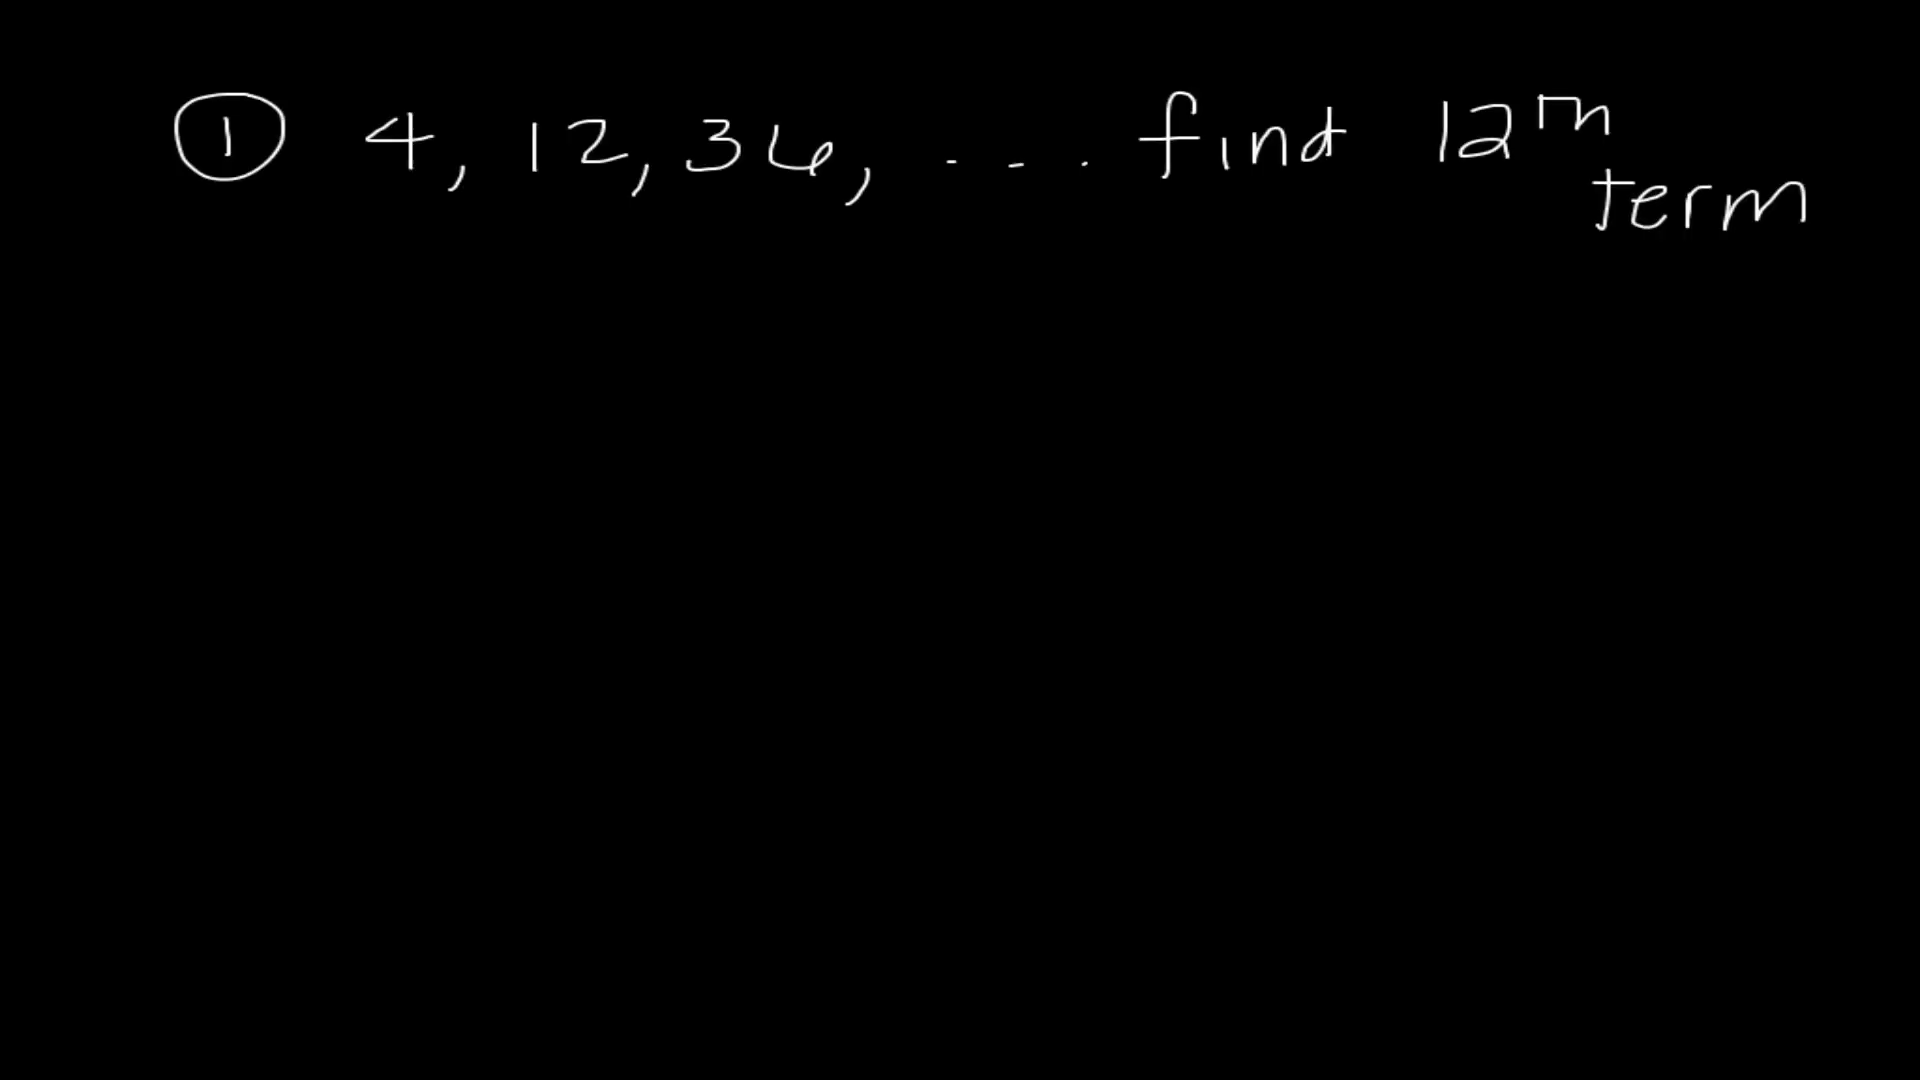 ① 4, 12, 36, ... find 12th
term